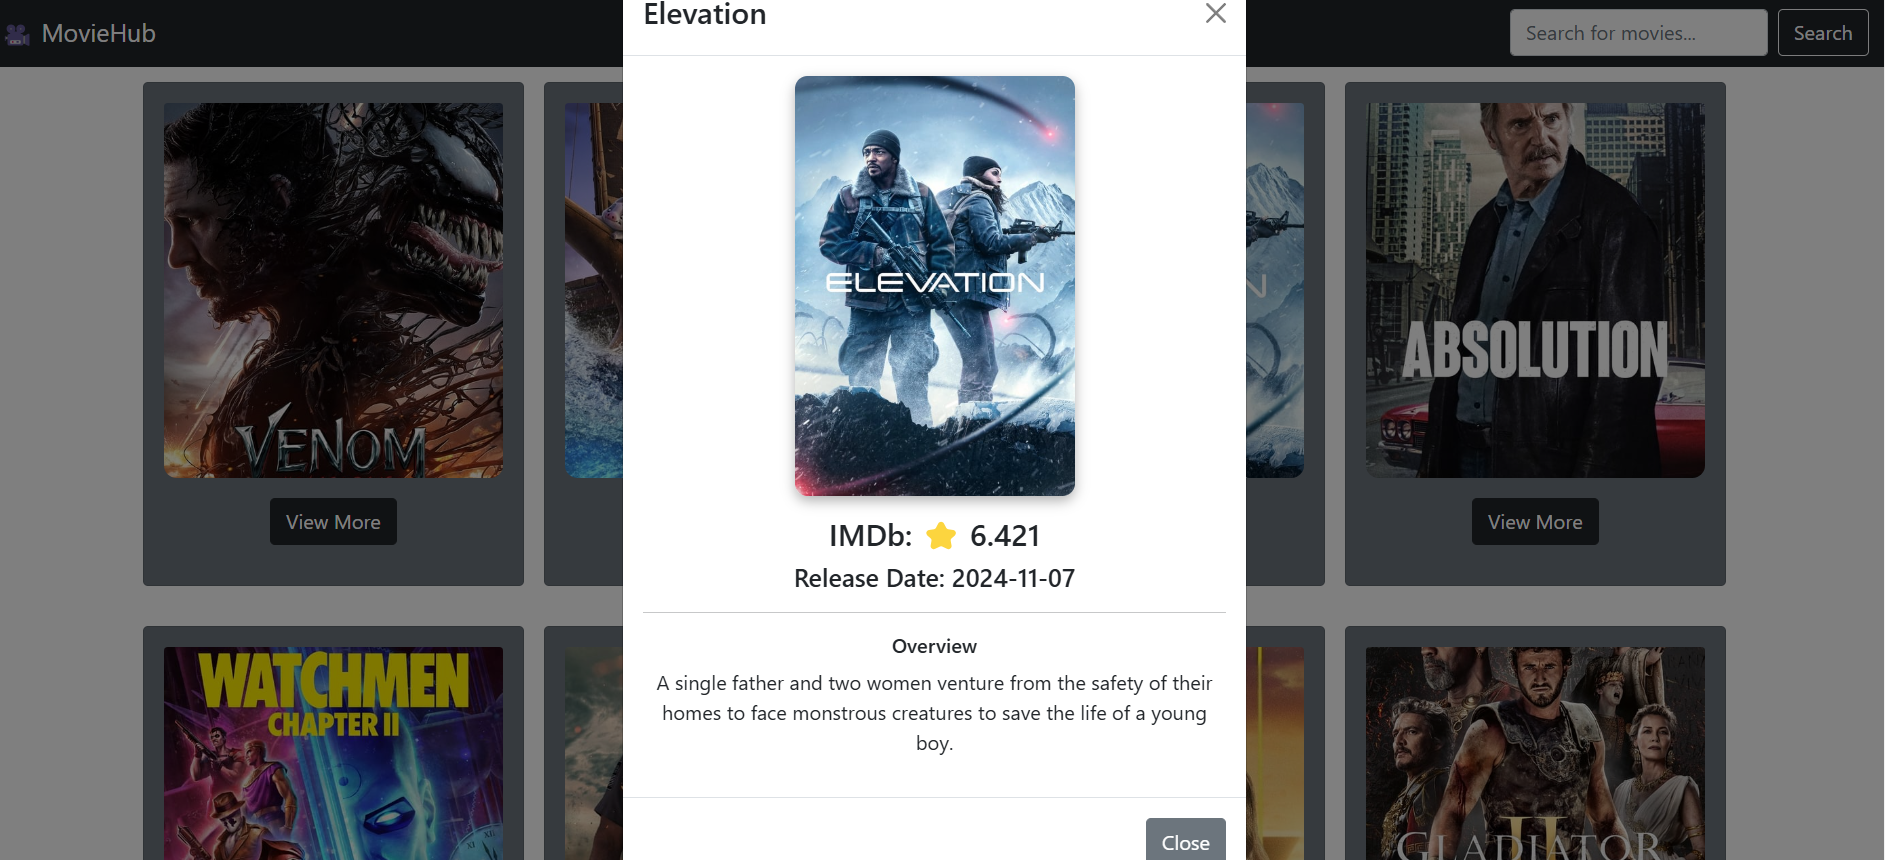 MovieHub
Search for movies...
Search
Elevation
ELEVATION
IMDb: 6.421
Release Date: 2024-11-07
Overview
A single father and two women venture from the safety of their
homes to face monstrous creatures to save the life of a young
boy.
Close
VENOM
View More
N
ABSOLUTION
View More
WATCHMEN
CHAPTER II
XII
GLADIATOR
II